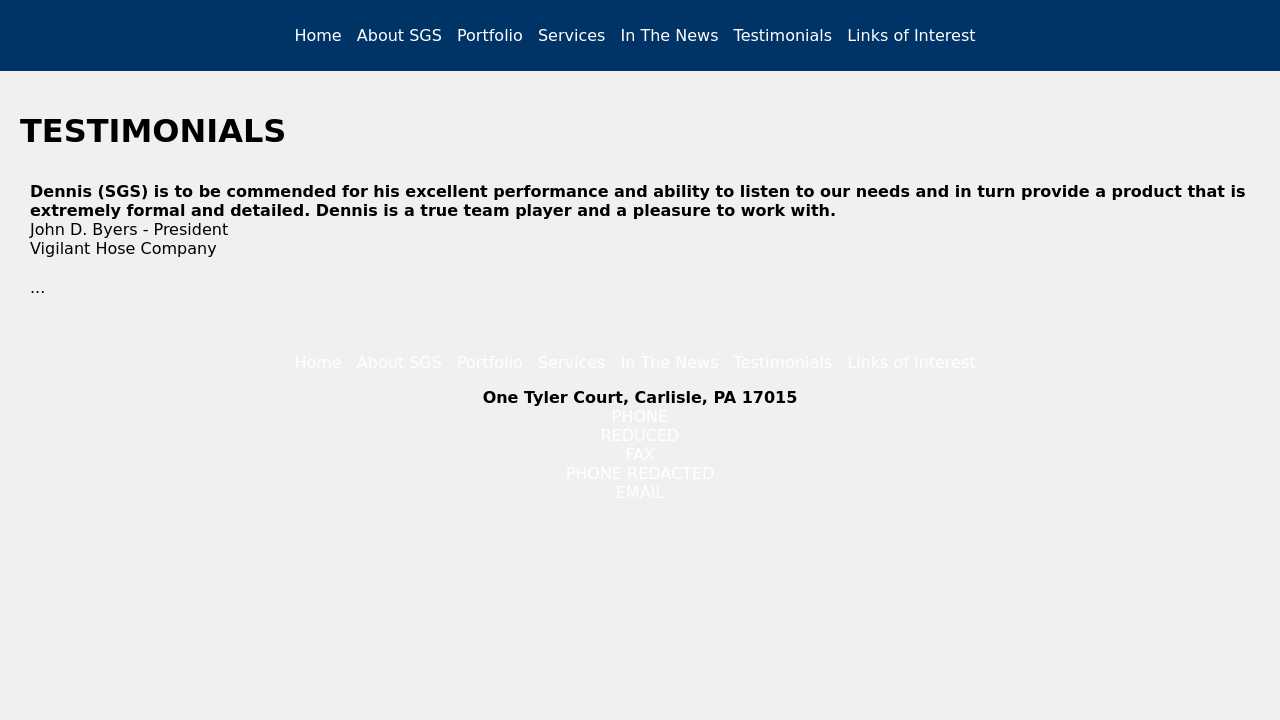 Home About SGS Portfolio Services In The News Testimonials Links of Interest
TESTIMONIALS
Dennis (SGS) is to be commended for his excellent performance and ability to listen to our needs and in turn provide a product that is
extremely formal and detailed. Dennis is a true team player and a pleasure to work with.
John D. Byers - President
Vigilant Hose Company
...
Home About SGS Portfolio Services In The News Testimonials Links of Interest
One Tyler Court, Carlisle, PA 17015
PHONE
REDUCED
FAX
PHONE REDACTED
EMAIL